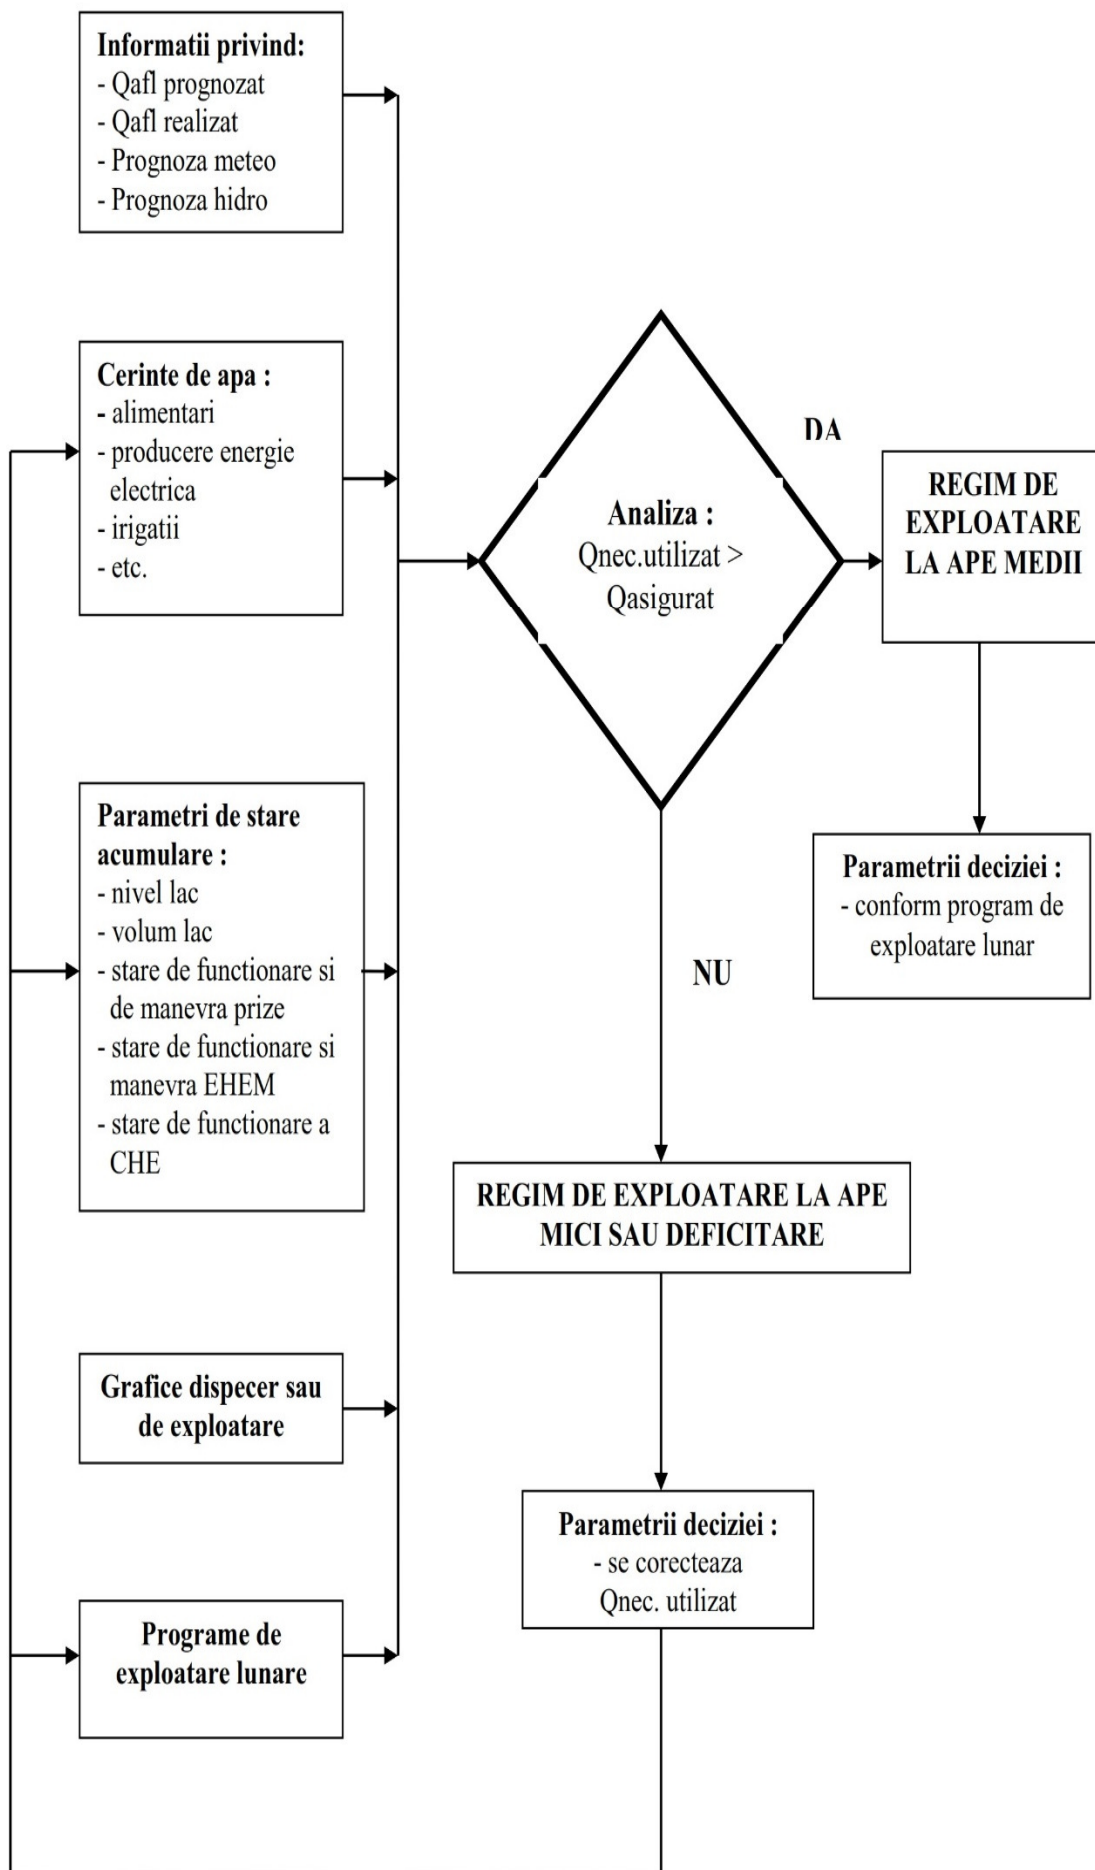 Informatii privind:
- Qafl prognozat
- Qafl realizat
- Prognoza meteo
- Prognoza hidro
Cerinte de apa :
- alimentari
- producere energie
electrica
- irigatii
- etc.
Parametri de stare
acumulare :
- nivel lac
- volum lac
- stare de functionare si
de manevra prize
- stare de functionare si
manevra EHEM
- stare de functionare a
CHE
Grafice dispecer sau
de exploatare
Programe de
exploatare lunare
Analiza :
Qnec.utilizat >
Qasigurat
DA
REGIM DE
EXPLOATARE
LA APE MEDII
Parametrii deciziei :
- conform program de
exploatare lunar
NU
REGIM DE EXPLOATARE LA APE
MICI SAU DEFICITARE
Parametrii deciziei :
- se corecteaza
Qnec. utilizat